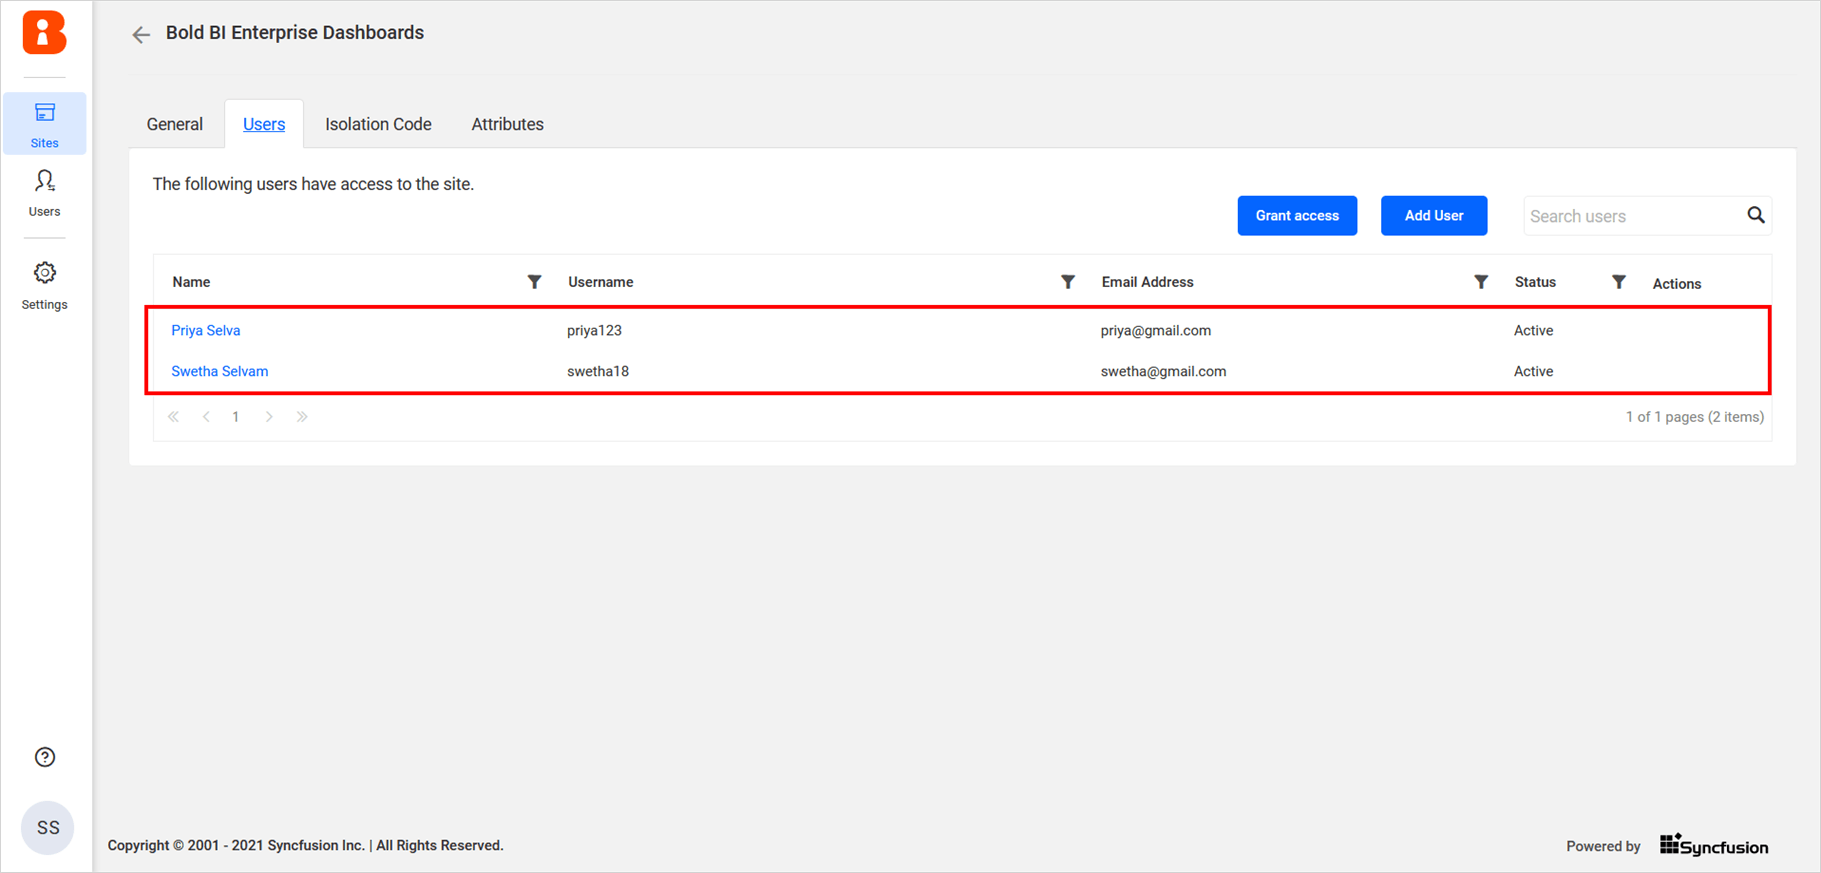 Bold BI Enterprise Dashboards
Sites
Users
Settings
SS
General Users Isolation Code Attributes
The following users have access to the site.
Grant access Add User Search users
Name Username Email Address Status Actions
Priya Selva priya123 priya@gmail.com Active
Swetha Selvam swetha18 swetha@gmail.com Active
1 1 of 1 pages (2 items)
Copyright © 2001 - 2021 Syncfusion Inc. | All Rights Reserved.
Powered by Syncfusion